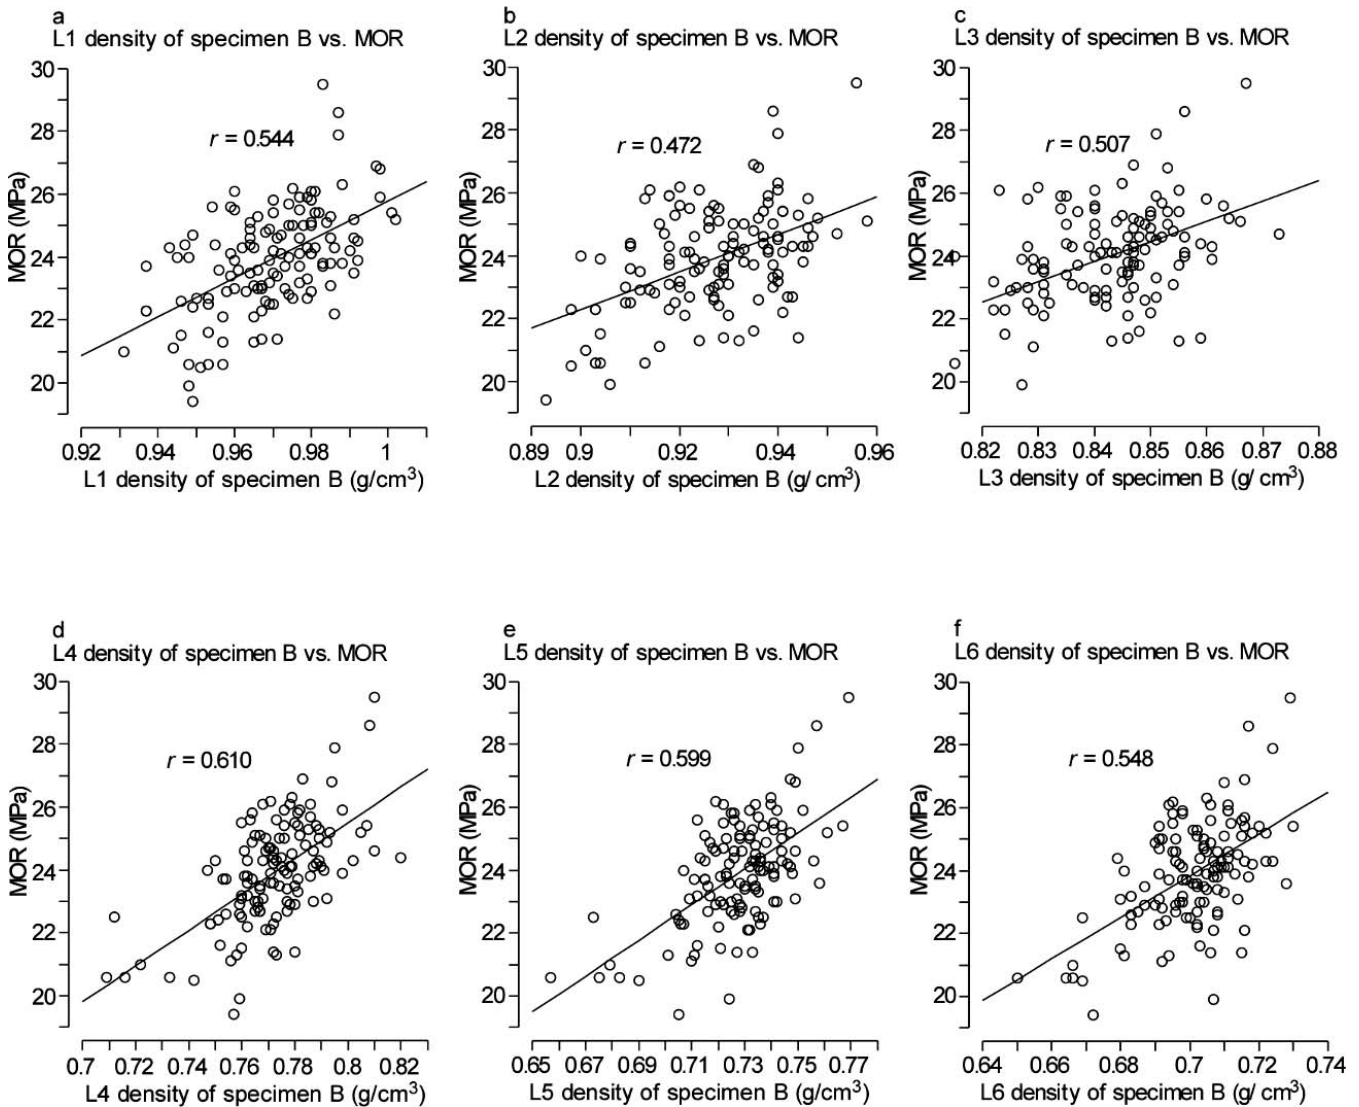 a
L1 density of specimen B vs. MOR
30
28
26
24
22
20
MOR (MPa)
r = 0.544
0.92 0.94 0.96 0.98 1
L1 density of specimen B (g/cm³)
b
L2 density of specimen B vs. MOR
30
28
26
24
22
20
MOR (MPa)
r = 0.472
0.89 0.9 0.92 0.94 0.96
L2 density of specimen B (g/ cm³)
c
L3 density of specimen B vs. MOR
30
28
26
24
22
20
MOR (MPa)
r = 0.507
0.82 0.83 0.84 0.85 0.86 0.87 0.88
L3 density of specimen B (g/ cm³)
d
L4 density of specimen B vs. MOR
30
28
26
24
22
20
MOR (MPa)
r = 0.610
0.7 0.72 0.74 0.76 0.78 0.8 0.82
L4 density of specimen B (g/cm³)
e
L5 density of specimen B vs. MOR
30
28
26
24
22
20
MOR (MPa)
r = 0.599
0.65 0.67 0.69 0.71 0.73 0.75 0.77
L5 density of specimen B (g/cm³)
f
L6 density of specimen B vs. MOR
30
28
26
24
22
20
MOR (MPa)
r = 0.548
0.64 0.66 0.68 0.7 0.72 0.74
L6 density of specimen B (g/cm³)